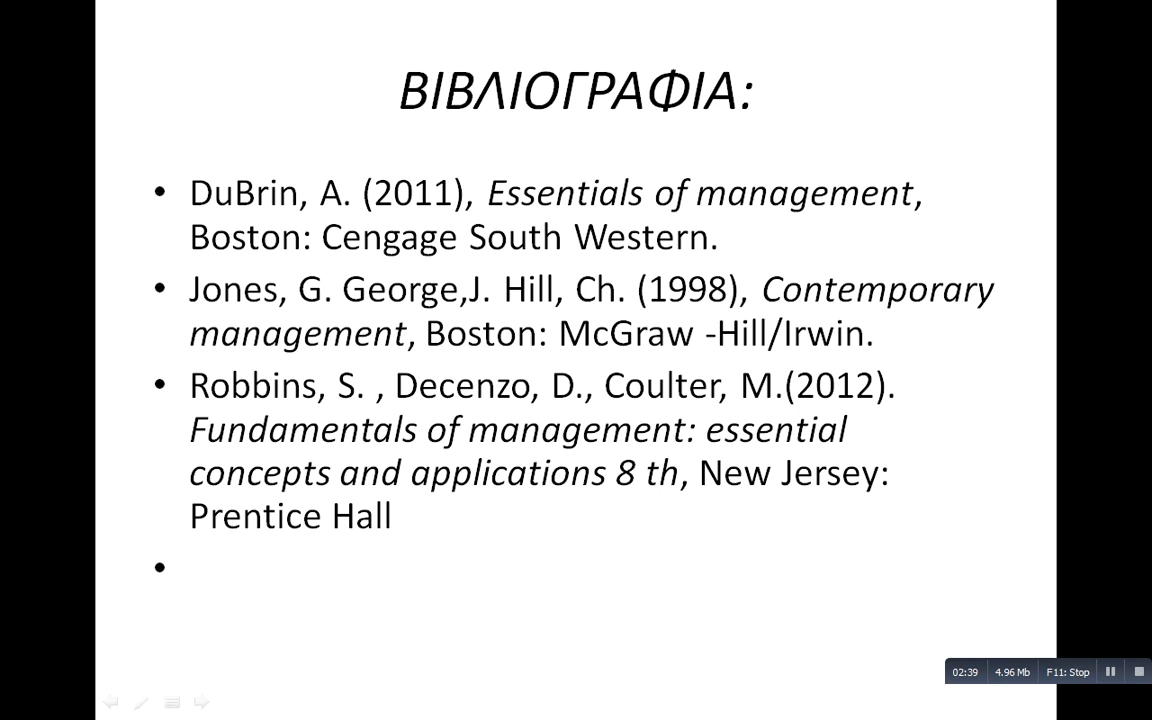 ΒΙΒΛΙΟΓΡΑΦΙΑ:
• DuBrin, A. (2011), Essentials of management,
Boston: Cengage South Western.
• Jones, G. George,J. Hill, Ch. (1998), Contemporary
management, Boston: McGraw -Hill/Irwin.
• Robbins, S. , Decenzo, D., Coulter, M.(2012).
Fundamentals of management: essential
concepts and applications 8 th, New Jersey:
Prentice Hall
•
02:39 4.96 Mb F11: Stop